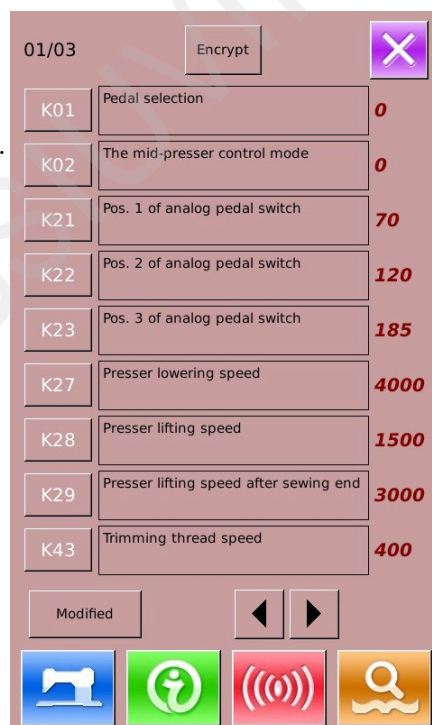 01/03
Encrypt
K01 Pedal selection 0
K02 The mid-presser control mode 0
K21 Pos. 1 of analog pedal switch 70
K22 Pos. 2 of analog pedal switch 120
K23 Pos. 3 of analog pedal switch 185
K27 Presser lowering speed 4000
K28 Presser lifting speed 1500
K29 Presser lifting speed after sewing end 3000
K43 Trimming thread speed 400
Modified